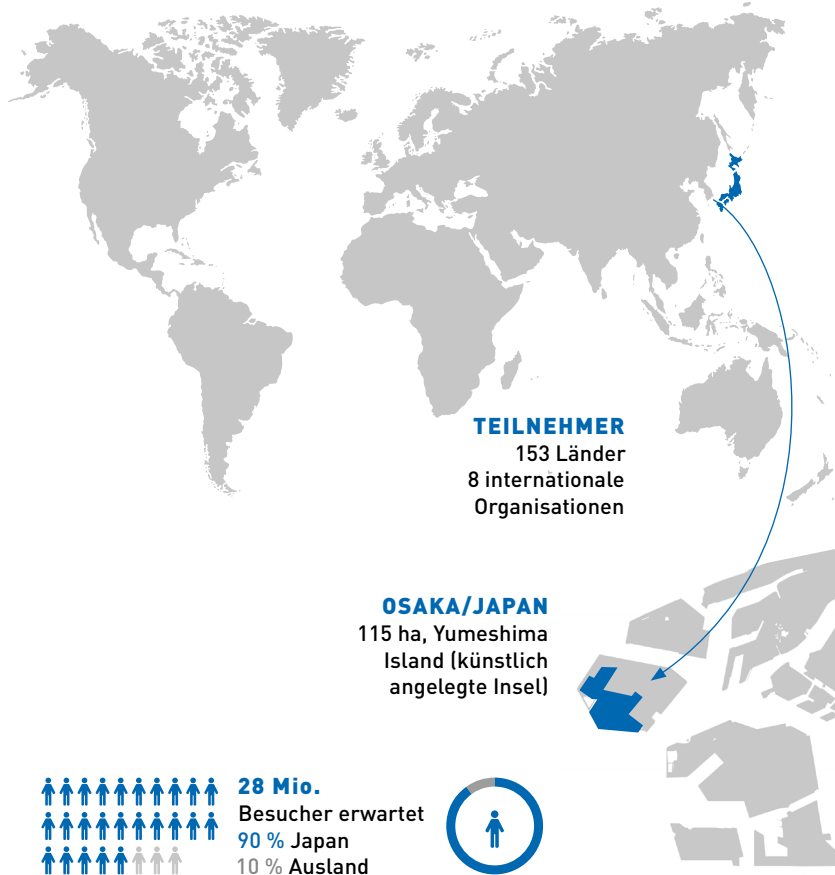 TEILNEHMER
153 Länder
8 internationale
Organisationen
OSAKA/JAPAN
115 ha, Yumeshima
Island (künstlich
angelegte Insel)
28 Mio.
Besucher erwartet
90 % Japan
10 % Ausland